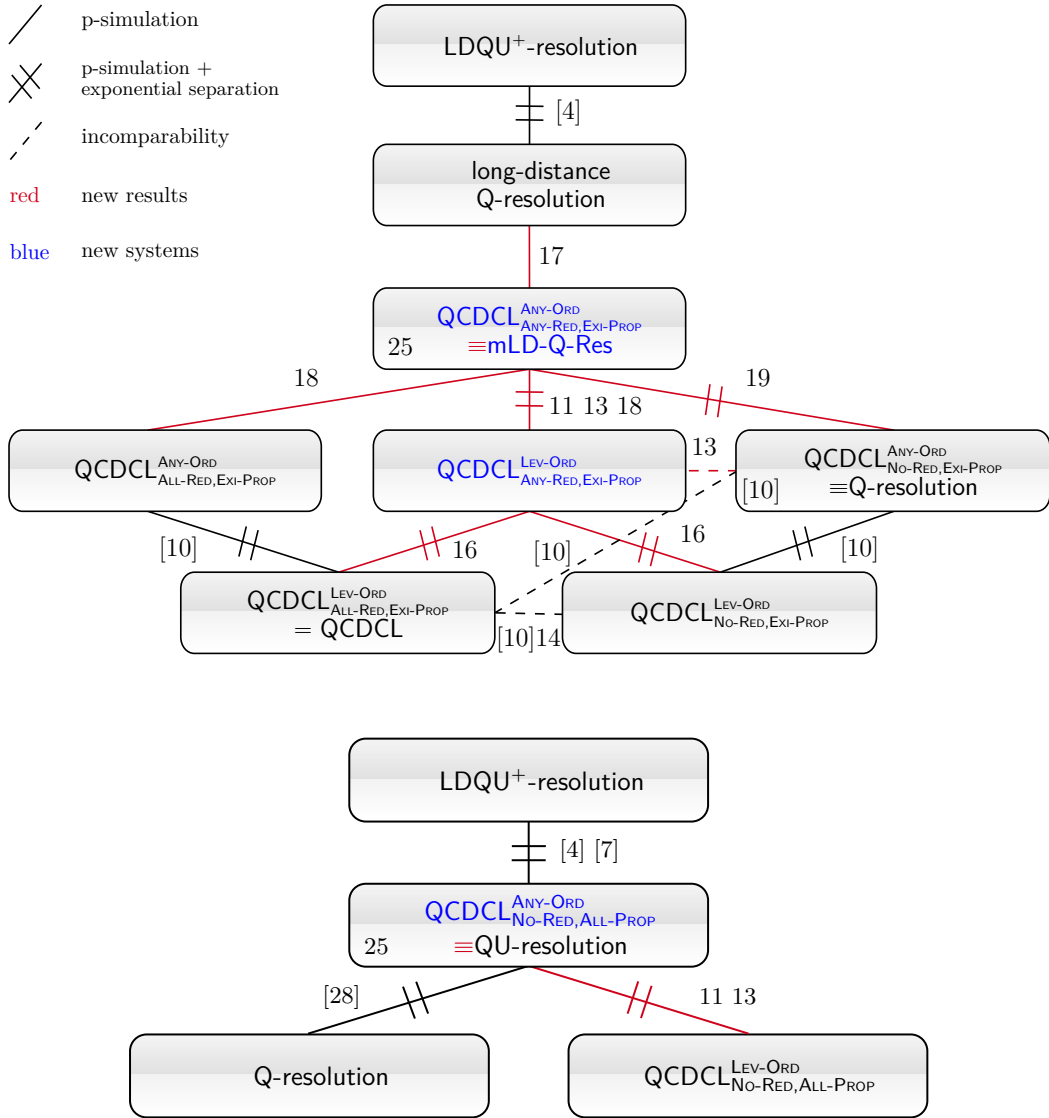 p-simulation
p-simulation +
exponential separation
incomparability
red new results
blue new systems
LDQU+-resolution
[4]
long-distance
Q-resolution
17
QCDCL^Any-Ord_Any-Red,Exi-Prop
25 ≡mLD-Q-Res
18
11 13 18
19
QCDCL^Any-Ord_All-Red,Exi-Prop
QCDCL^Lev-Ord_Any-Red,Exi-Prop
13
QCDCL^Any-Ord_No-Red,Exi-Prop
[10] ≡Q-resolution
[10]
16
[10]
16
[10]
QCDCL^Lev-Ord_All-Red,Exi-Prop
= QCDCL
[10]14
QCDCL^Lev-Ord_No-Red,Exi-Prop
LDQU+-resolution
[4] [7]
QCDCL^Any-Ord_No-Red,All-Prop
25 ≡QU-resolution
[28]
11 13
Q-resolution
QCDCL^Lev-Ord_No-Red,All-Prop